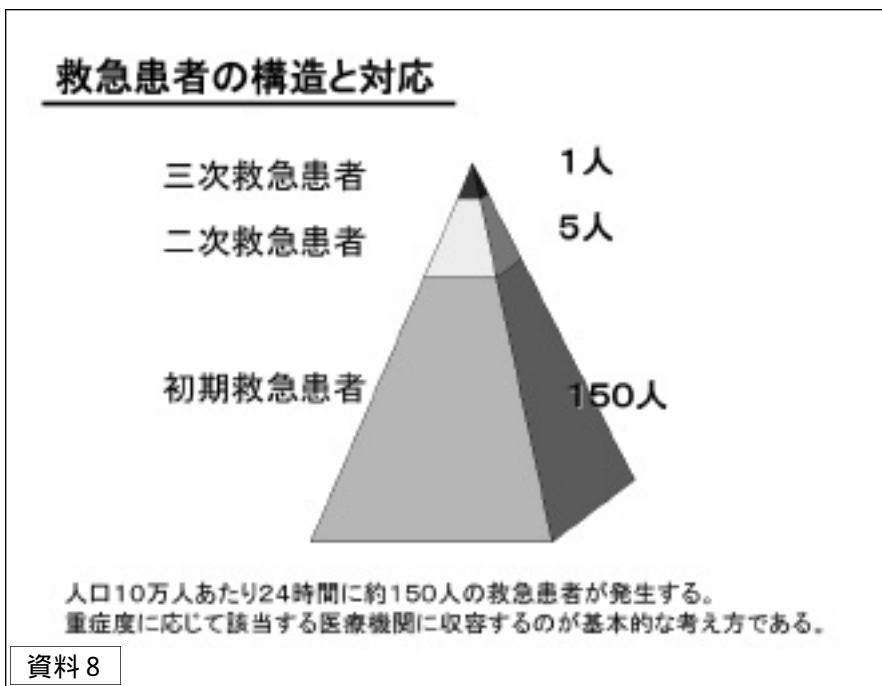 救急患者の構造と対応
三次救急患者
1人
二次救急患者
5人
初期救急患者
150人
人口10万人あたり24時間に約150人の救急患者が発生する。
重症度に応じて該当する医療機関に収容するのが基本的な考え方である。
資料8